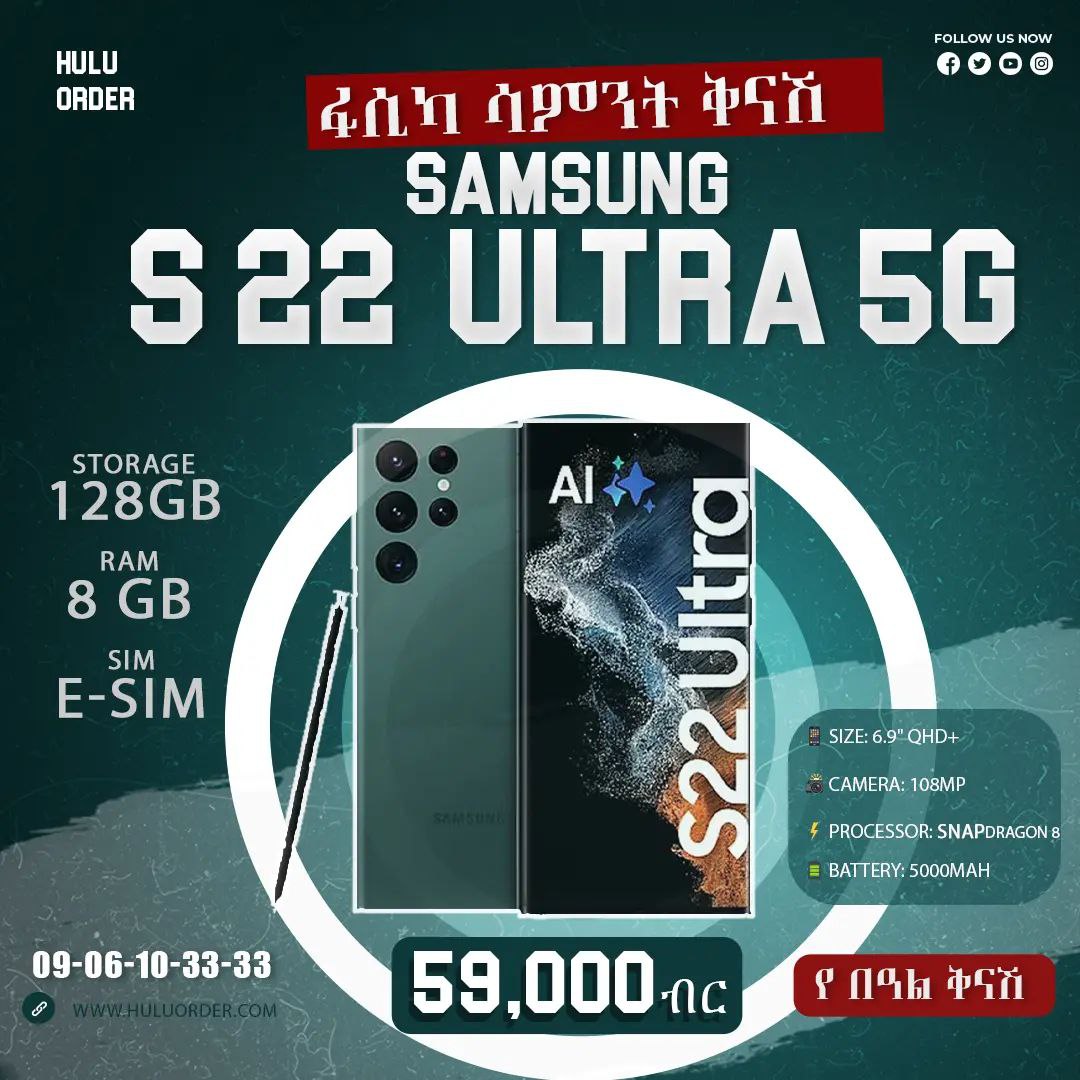 HULU
ORDER
FOLLOW US NOW
ፋሲካ ሳምንት ቅናሽ
SAMSUNG
S 22 ULTRA 5G
STORAGE
128GB
RAM
8 GB
SIM
E-SIM
AI
S22 Ultra
SAMSUNG
SIZE: 6.9" QHD+
CAMERA: 108MP
PROCESSOR: SNAPDRAGON 8
BATTERY: 5000MAH
09-06-10-33-33
WWW.HULUORDER.COM
59,000 ብር
የ በዓል ቅናሽ